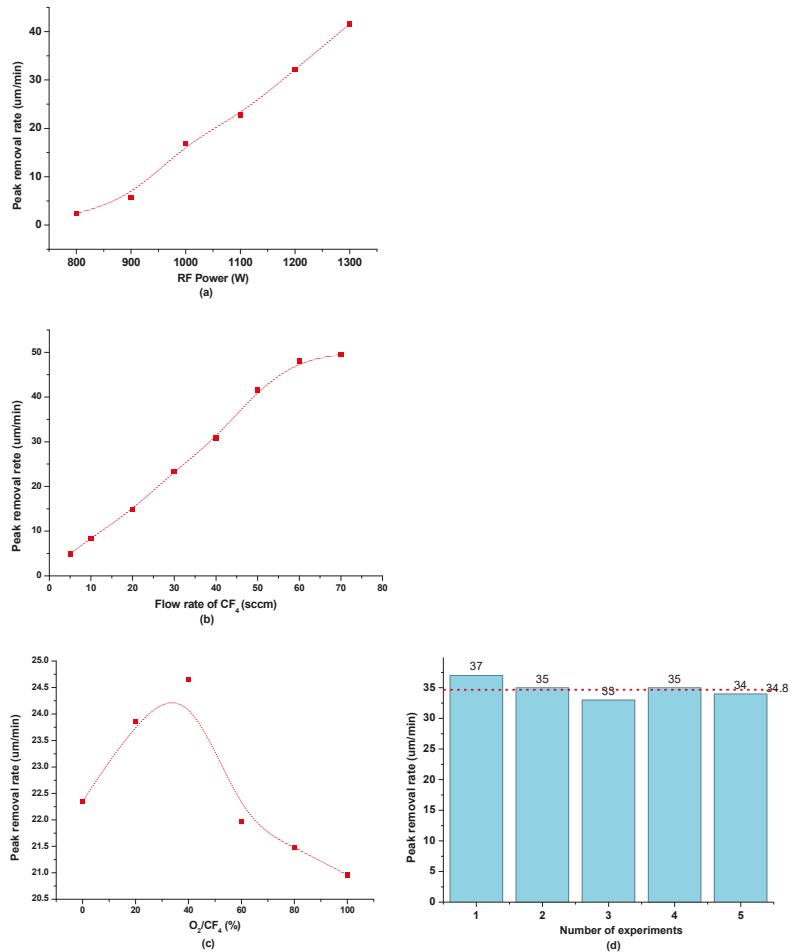 Peak removal rate (um/min)
40
30
20
10
0
800 900 1000 1100 1200 1300
RF Power (W)
(a)
Peak removal rete (um/min)
50
40
30
20
10
0
0 10 20 30 40 50 60 70 80
Flow rate of CF₄ (sccm)
(b)
Peak removal rate (um/min)
25.0
24.5
24.0
23.5
23.0
22.5
22.0
21.5
21.0
20.5
0 20 40 60 80 100
O₂/CF₄ (%)
(c)
Peak removal rate (um/min)
40
35
30
25
20
15
10
5
0
37 35 33 35 34 34.8
1 2 3 4 5
Number of experiments
(d)